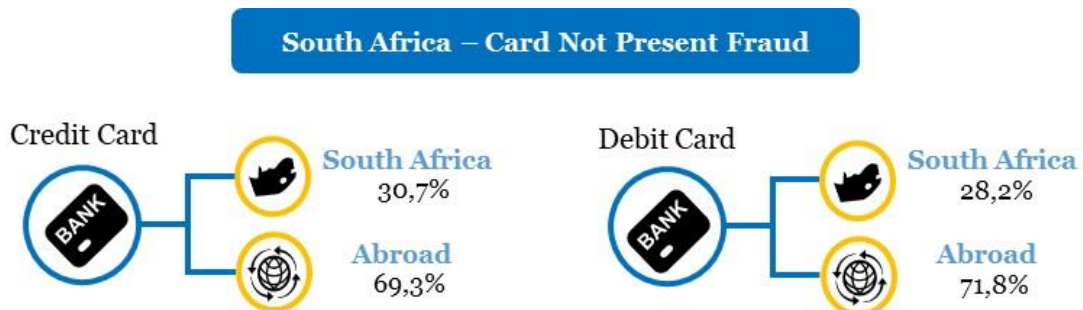 South Africa – Card Not Present Fraud
Credit Card
BANK
South Africa
30,7%
Abroad
69,3%
Debit Card
BANK
South Africa
28,2%
Abroad
71,8%